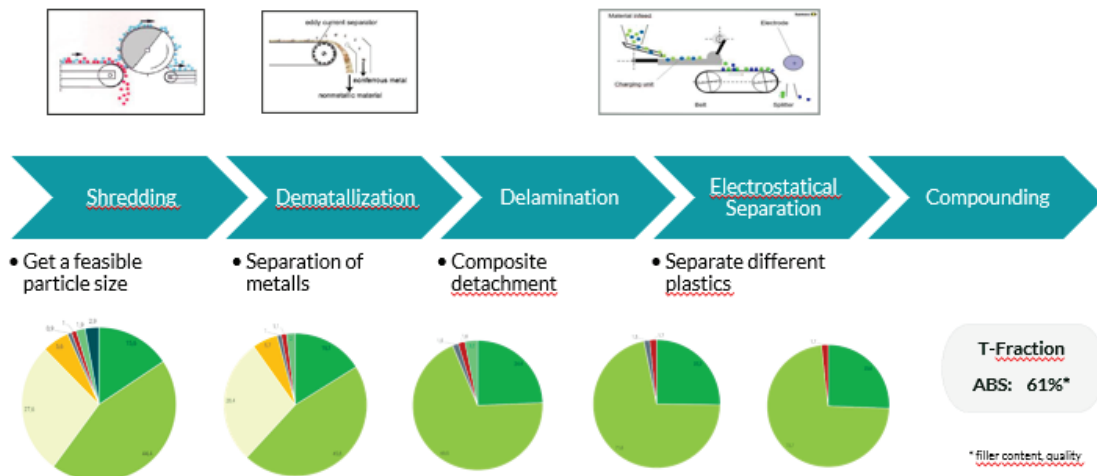 eddy current separator
nonferrous metal
nonmetallic material
Material infeed
Electrode
Charging unit
Belt
Splitter
Shredding
Dematallization
Delamination
Electrostatical
Separation
Compounding
• Get a feasible
particle size
• Separation of
metalls
• Composite
detachment
• Separate different
plastics
T-Fraction
ABS: 61%*
* filler content, quality